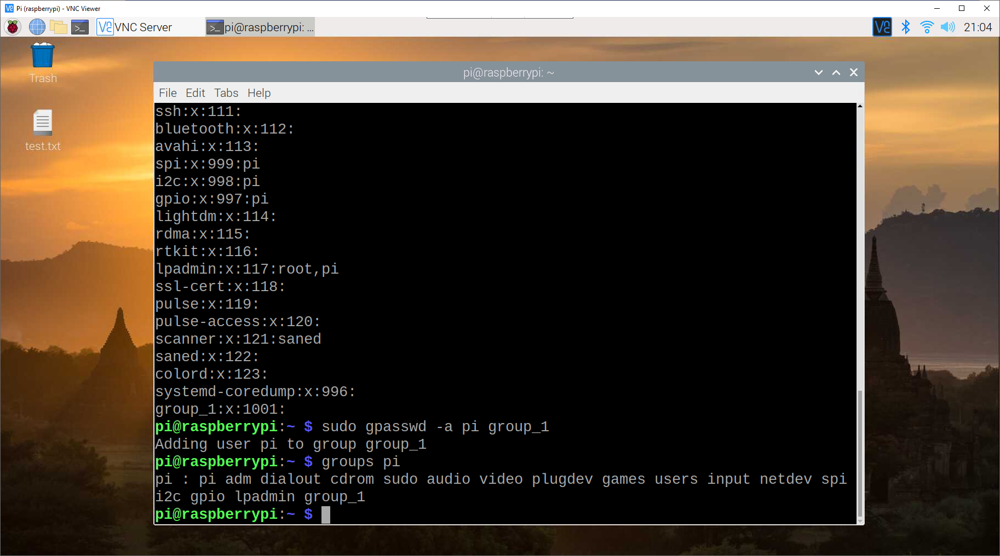 Pi (raspberrypi) - VNC Viewer
VNC Server
pi@raspberrypi: ...
21:04
Trash
test.txt
pi@raspberrypi: ~
File Edit Tabs Help
ssh:x:111:
bluetooth:x:112:
avahi:x:113:
spi:x:999:pi
i2c:x:998:pi
gpio:x:997:pi
lightdm:x:114:
rdma:x:115:
rtkit:x:116:
lpadmin:x:117:root,pi
ssl-cert:x:118:
pulse:x:119:
pulse-access:x:120:
scanner:x:121:saned
saned:x:122:
colord:x:123:
systemd-coredump:x:996:
group_1:x:1001:
pi@raspberrypi:~ $ sudo gpasswd -a pi group_1
Adding user pi to group group_1
pi@raspberrypi:~ $ groups pi
pi : pi adm dialout cdrom sudo audio video plugdev games users input netdev spi
i2c gpio lpadmin group_1
pi@raspberrypi:~ $